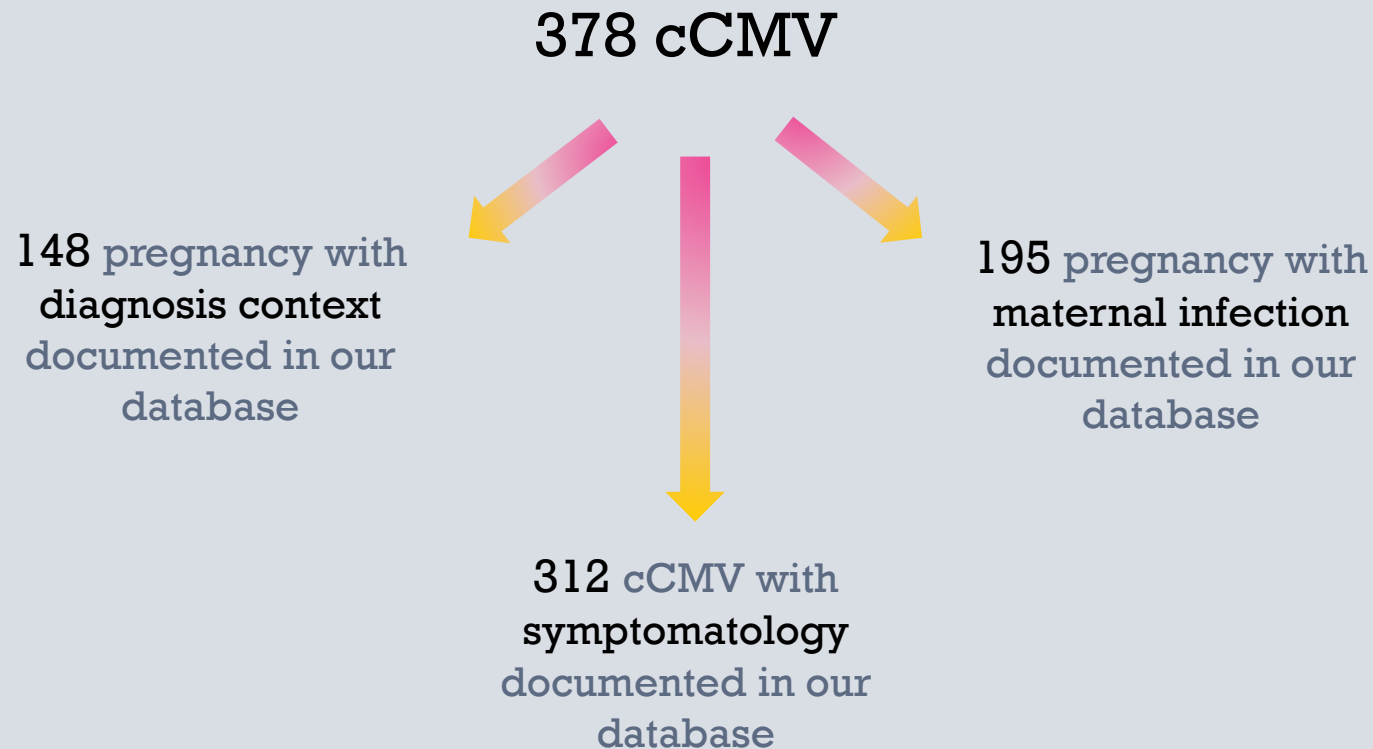 378 cCMV
148 pregnancy with
diagnosis context
documented in our
database
195 pregnancy with
maternal infection
documented in our
database
312 cCMV with
symptomatology
documented in our
database